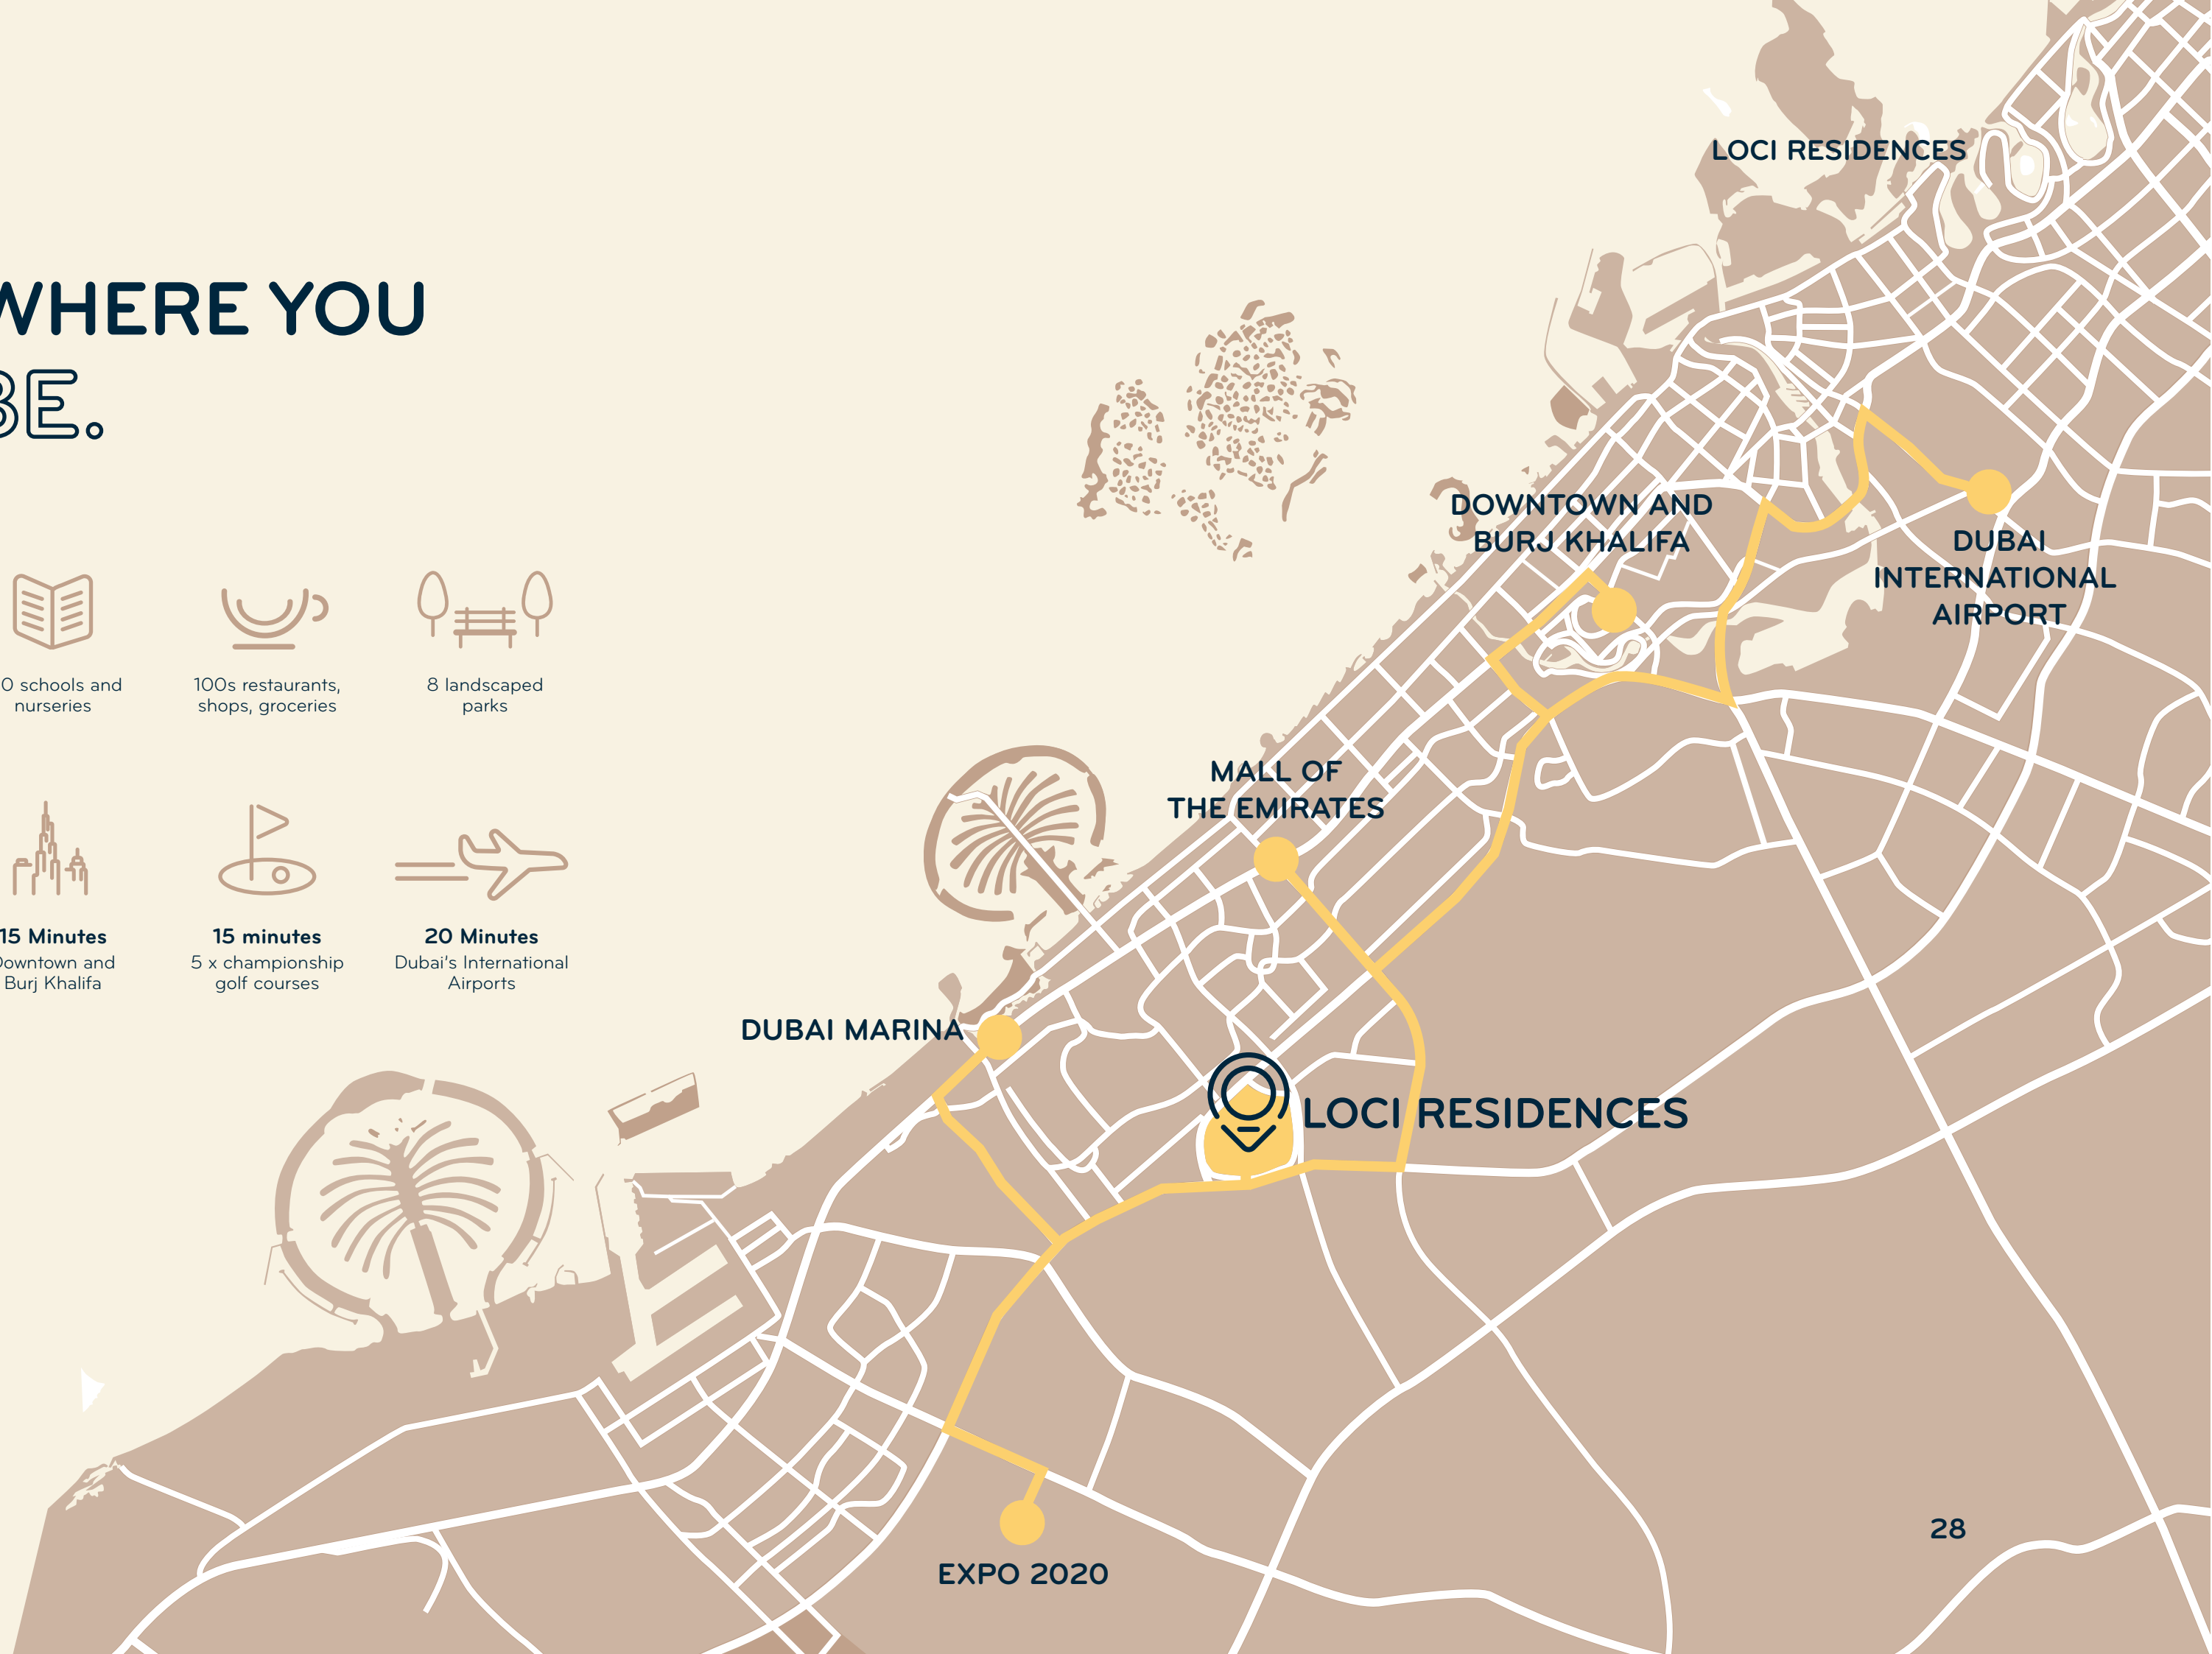 WHERE YOU
BE.
0 schools and
nurseries
100s restaurants,
shops, groceries
8 landscaped
parks
15 Minutes
Downtown and
Burj Khalifa
15 minutes
5 x championship
golf courses
20 Minutes
Dubai's International
Airports
LOCI RESIDENCES
DOWNTOWN AND
BURJ KHALIFA
DUBAI
INTERNATIONAL
AIRPORT
MALL OF
THE EMIRATES
DUBAI MARINA
LOCI RESIDENCES
EXPO 2020
28